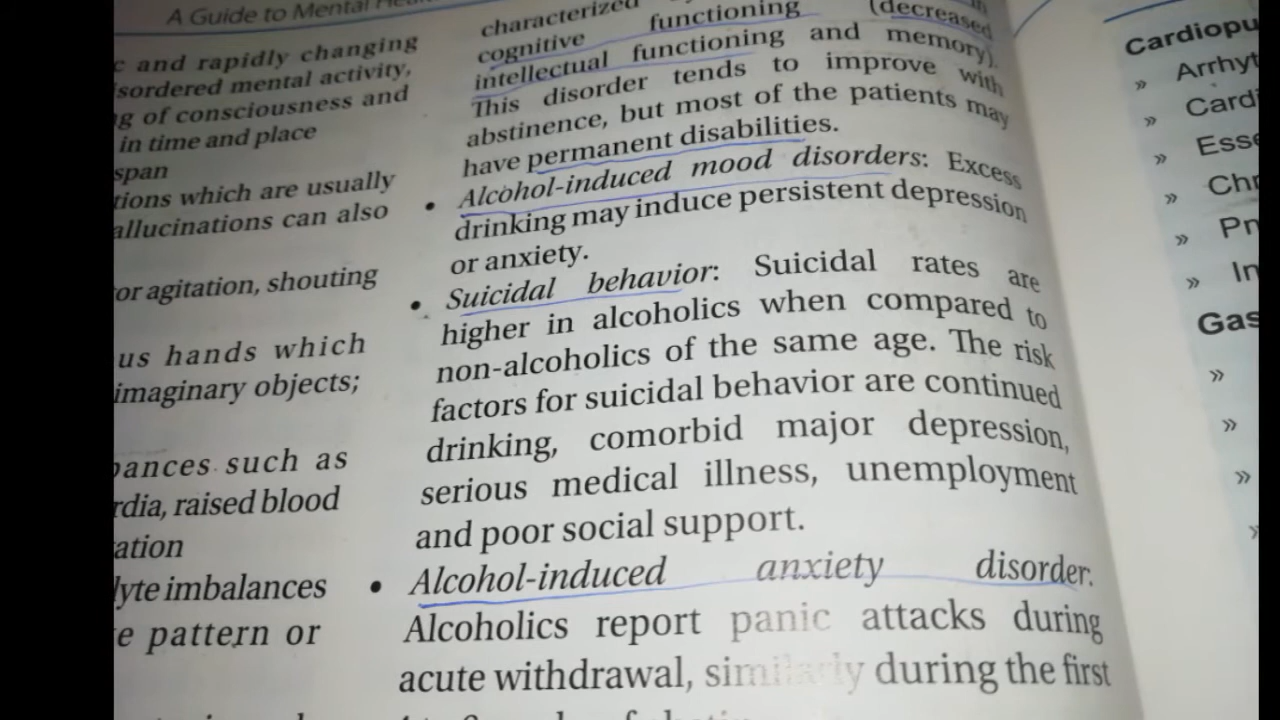 A Guide to Mental
c and rapidly changing
sordered mental activity,
g of consciousness and
in time and place
span
tions which are usually
allucinations can also
or agitation, shouting
us hands which
imaginary objects;
bances such as
rdia, raised blood
ation
lyte imbalances
e pattern or
characterized
cognitive functioning (decreased
intellectual functioning and memory).
This disorder tends to improve with
abstinence, but most of the patients may
have permanent disabilities.
• Alcohol-induced mood disorders: Excess
drinking may induce persistent depression
or anxiety.
• Suicidal behavior: Suicidal rates are
higher in alcoholics when compared to
non-alcoholics of the same age. The risk
factors for suicidal behavior are continued
drinking, comorbid major depression,
serious medical illness, unemployment
and poor social support.
• Alcohol-induced anxiety disorder.
Alcoholics report panic attacks during
acute withdrawal, similarly during the first
Cardiopu
» Arrhyt
» Cardi
» Esse
» Chr
» Pn
» In
Gas
»
»
»
»